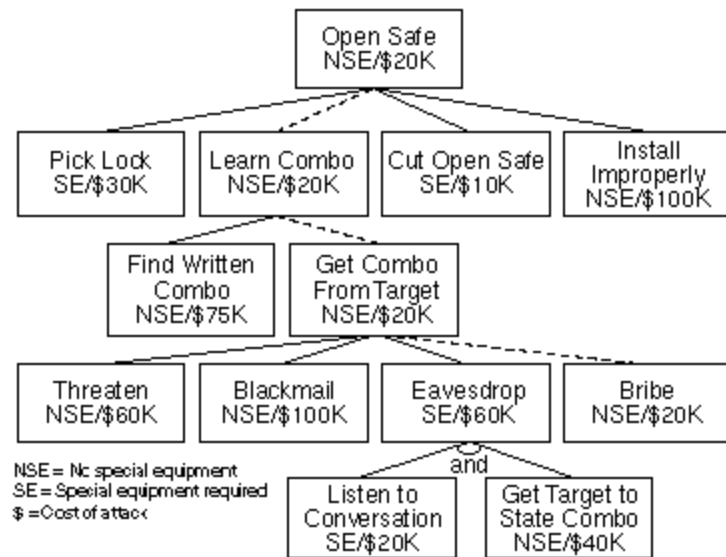 Open Safe
NSE/$20K
Pick Lock
SE/$30K
Learn Combo
NSE/$20K
Cut Open Safe
SE/$10K
Install
Improperly
NSE/$100K
Find Written
Combo
NSE/$75K
Get Combo
From Target
NSE/$20K
Threaten
NSE/$60K
Blackmail
NSE/$100K
Eavesdrop
SE/$60K
Bribe
NSE/$20K
and
Listen to
Conversation
SE/$20K
Get Target to
State Combo
NSE/$40K
NSE = No special equipment
SE = Special equipment required
$ = Cost of attack